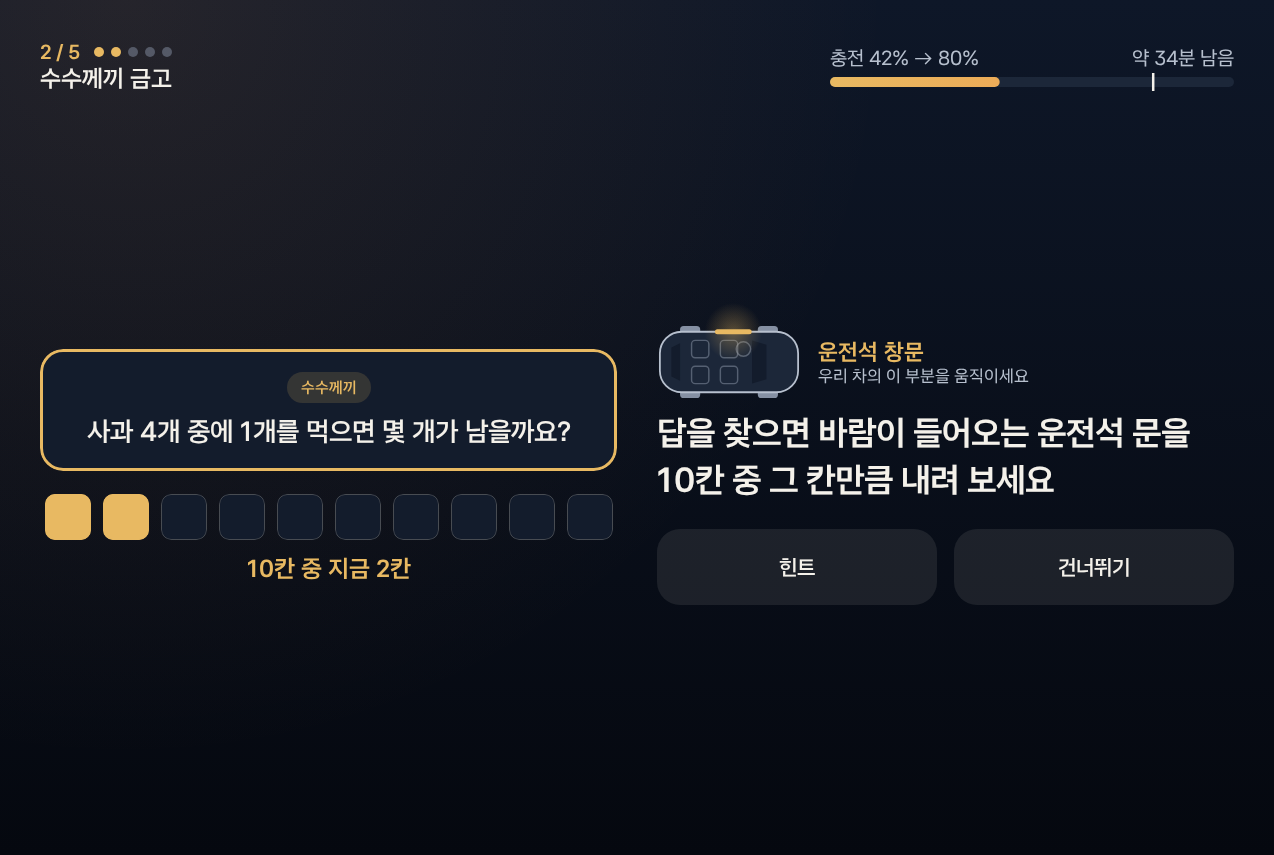 2 / 5
수수께끼 금고
충전 42% → 80%
약 34분 남음
수수께끼
사과 4개 중에 1개를 먹으면 몇 개가 남을까요?
10칸 중 지금 2칸
운전석 창문
우리 차의 이 부분을 움직이세요
답을 찾으면 바람이 들어오는 운전석 문을
10칸 중 그 칸만큼 내려 보세요
힌트
건너뛰기